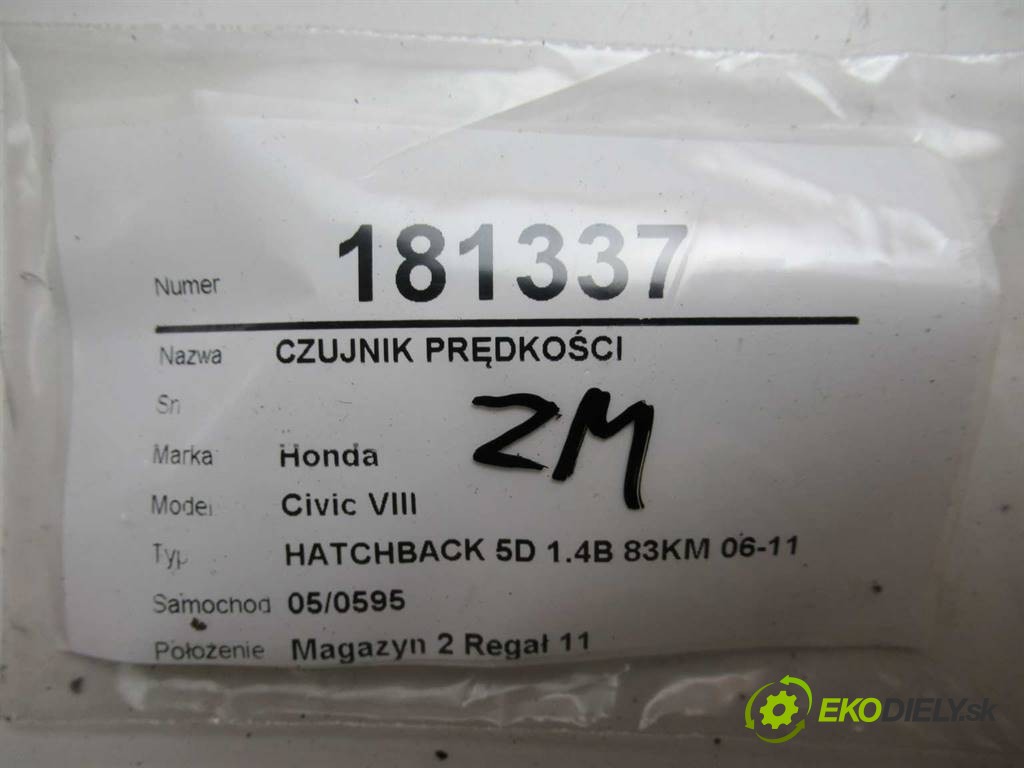 Numer 181337
Nazwa CZUJNIK PRĘDKOŚCI
Sn
ZM
Marka Honda
Model Civic VIII
Typ HATCHBACK 5D 1.4B 83KM 06-11
Samochod 05/0595
Położenie Magazyn 2 Regał 11
EKODIELY.sk